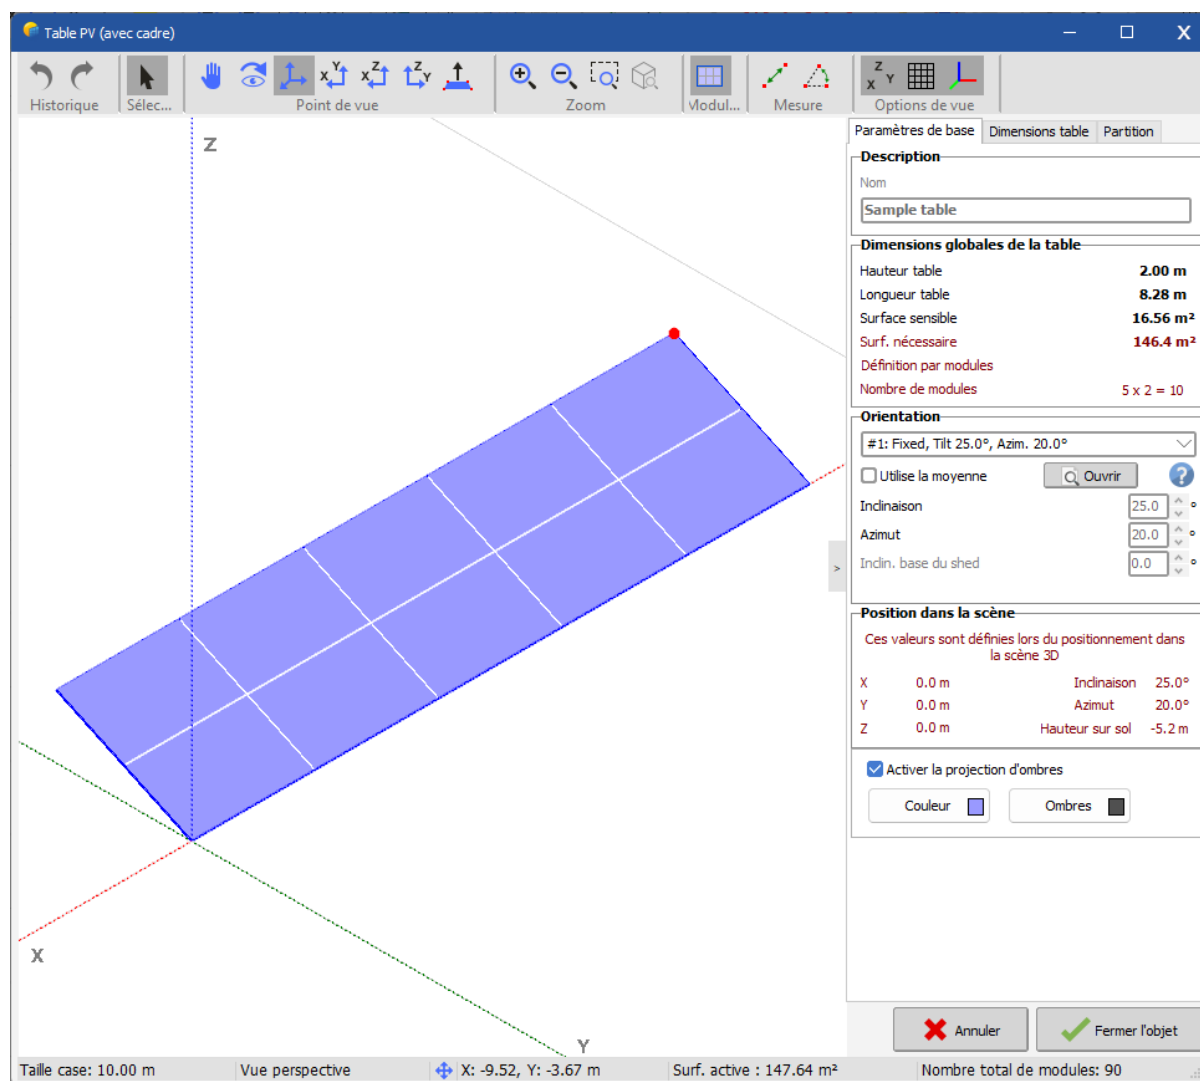 Table PV (avec cadre)
Historique
Sélec...
Point de vue
Zoom
Modul...
Mesure
Options de vue
Paramètres de base
Dimensions table
Partition
Description
Nom
Sample table
Dimensions globales de la table
Hauteur table 2.00 m
Longueur table 8.28 m
Surface sensible 16.56 m²
Surf. nécessaire 146.4 m²
Définition par modules
Nombre de modules 5 x 2 = 10
Orientation
#1: Fixed, Tilt 25.0°, Azim. 20.0°
Utilise la moyenne
Ouvrir
?
Inclinaison 25.0 °
Azimut 20.0 °
Inclin. base du shed 0.0 °
Position dans la scène
Ces valeurs sont définies lors du positionnement dans
la scène 3D
X 0.0 m Inclinaison 25.0°
Y 0.0 m Azimut 20.0°
Z 0.0 m Hauteur sur sol -5.2 m
Activer la projection d'ombres
Couleur
Ombres
Z
X
Y
>
Annuler
Fermer l'objet
Taille case: 10.00 m
Vue perspective
X: -9.52, Y: -3.67 m
Surf. active : 147.64 m²
Nombre total de modules: 90